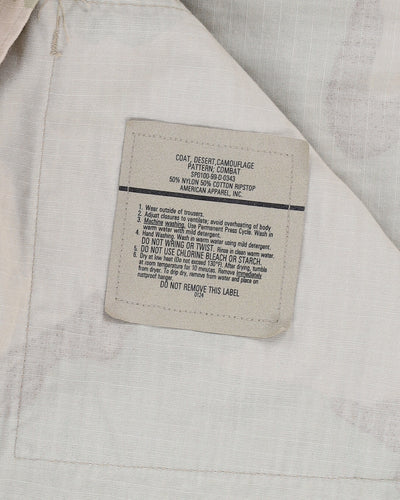 COAT, DESERT,CAMOUFLAGE
PATTERN; COMBAT
SPO100-99-D-0343
50% NYLON 50% COTTON RIPSTOP
AMERICAN APPAREL, INC.
1. Wear outside of trousers.
2. Adjust closures to ventilate; avoid overheating of body
3. Machine washing. Use Permanent Press Cycle. Wash in
warm water with mild detergent.
4. Hand Washing. Wash in warm water using mild detergent.
DO NOT WRING OR TWIST. Rinse in clean warm water.
5. DO NOT USE CHLORINE BLEACH OR STARCH.
6. Dry at low heat (Do not exceed 130°F). After drying, tumble
at room temperature for 10 minutes. Remove immediately
from dryer. To drip dry, remove from water and place on
rustproof hanger.
DO NOT REMOVE THIS LABEL
0124